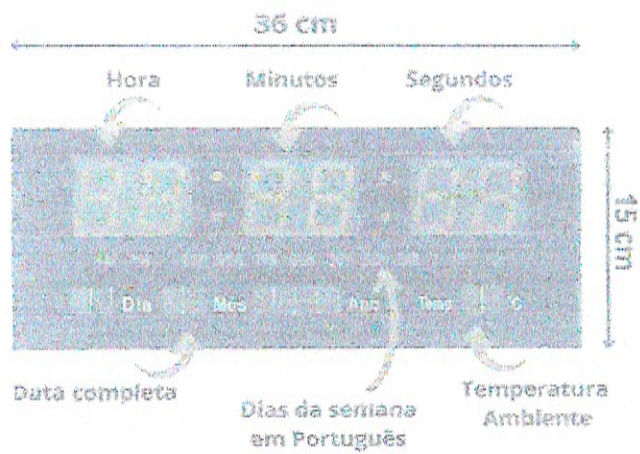 36 cm
Hora Minutos Segundos
15 cm
Dia Mes Ano Temp °C
Data completa
Dias da semana
em Português
Temperatura
Ambiente